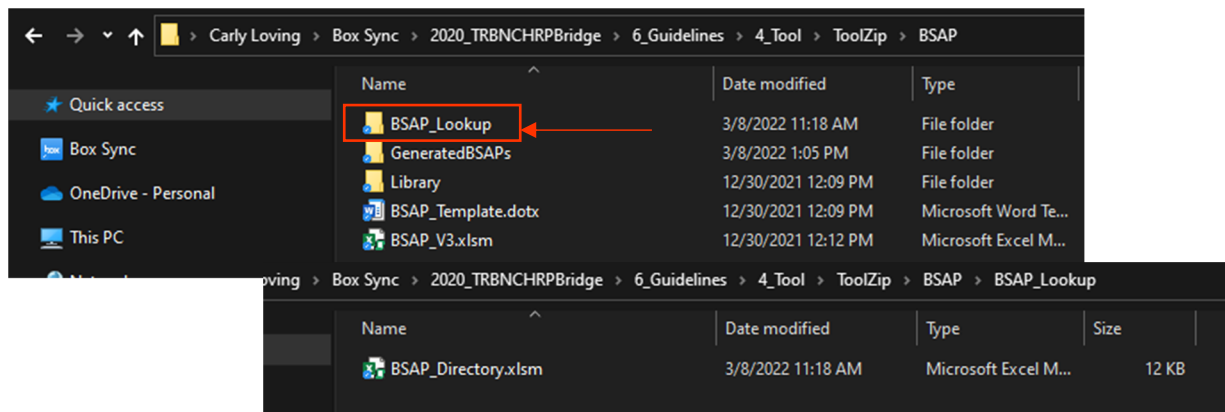 Carly Loving > Box Sync > 2020_TRBNCHRPBridge > 6_Guidelines > 4_Tool > ToolZip > BSAP
Name Date modified Type
Quick access
BSAP_Lookup 3/8/2022 11:18 AM File folder
Box Sync
GeneratedBSAPs 3/8/2022 1:05 PM File folder
Library 12/30/2021 12:09 PM File folder
OneDrive - Personal
BSAP_Template.dotx 12/30/2021 12:09 PM Microsoft Word Te...
This PC
BSAP_V3.xlsm 12/30/2021 12:12 PM Microsoft Excel M...
oving > Box Sync > 2020_TRBNCHRPBridge > 6_Guidelines > 4_Tool > ToolZip > BSAP > BSAP_Lookup
Name Date modified Type Size
BSAP_Directory.xlsm 3/8/2022 11:18 AM Microsoft Excel M... 12 KB